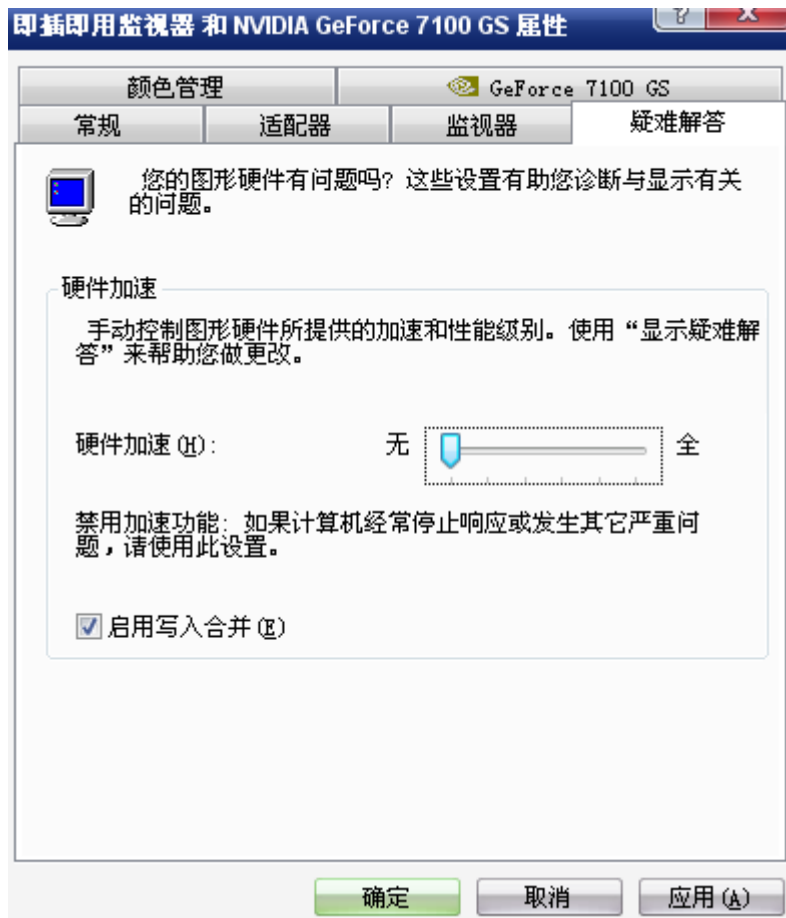 即插即用监视器 和 NVIDIA GeForce 7100 GS 属性
颜色管理
GeForce 7100 GS
常规
适配器
监视器
疑难解答
您的图形硬件有问题吗？这些设置有助您诊断与显示有关
的问题。
硬件加速
手动控制图形硬件所提供的加速和性能级别。使用“显示疑难解
答”来帮助您做更改。
硬件加速(H):
无
全
禁用加速功能: 如果计算机经常停止响应或发生其它严重问
题，请使用此设置。
启用写入合并(E)
确定
取消
应用(A)